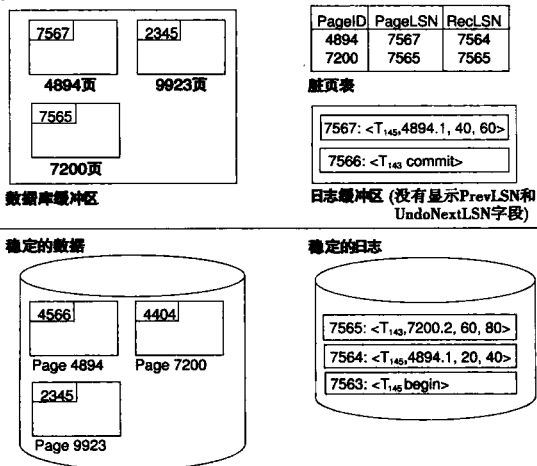 7567
2345
4894页
9923页
7565
7200页
数据库缓冲区
PageID PageLSN RecLSN
4894 7567 7564
7200 7565 7565
脏页表
7567: <T145,4894.1, 40, 60>
7566: <T143 commit>
日志缓冲区 (没有显示PrevLSN和
UndoNextLSN字段)
稳定的数据
4566
4404
Page 4894
Page 7200
2345
Page 9923
稳定的日志
7565: <T143,7200.2, 60, 80>
7564: <T145,4894.1, 20, 40>
7563: <T145 begin>